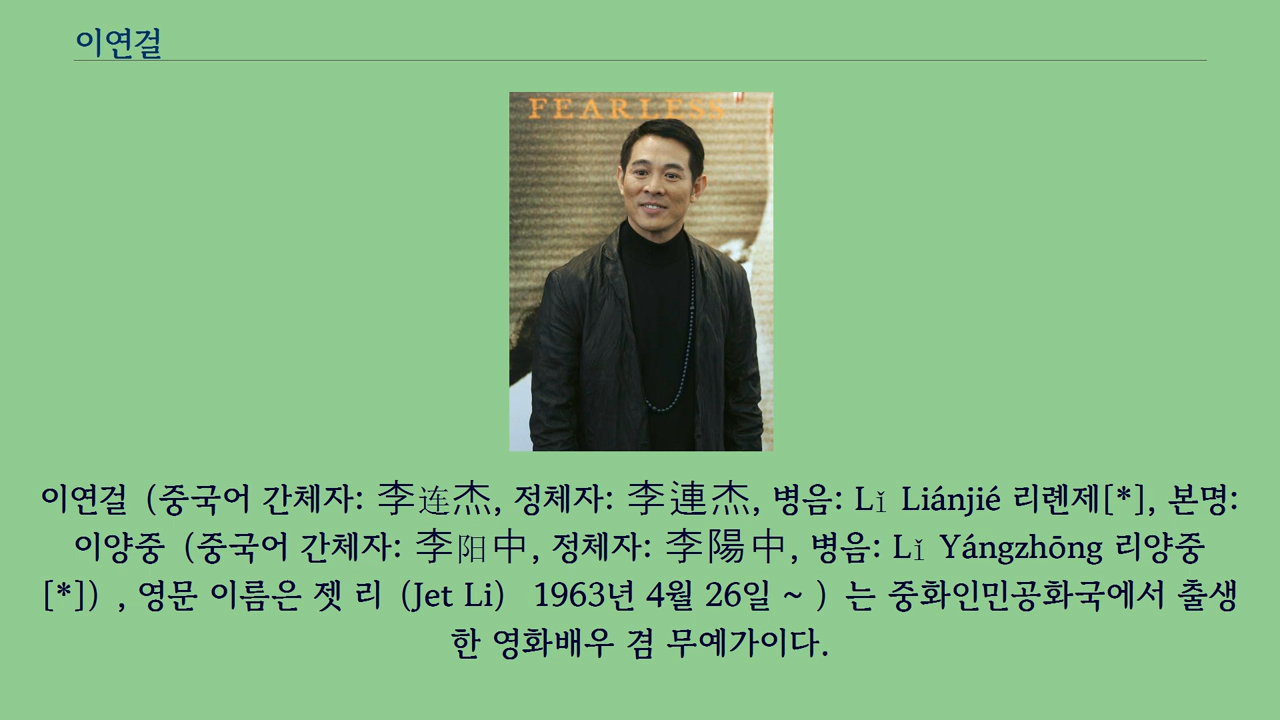 이연걸
FEARLESS
이연걸 (중국어 간체자: 李连杰, 정체자: 李連杰, 병음: Lǐ Liánjié 리롄제[*], 본명:
이양중 (중국어 간체자: 李阳中, 정체자: 李陽中, 병음: Lǐ Yángzhōng 리양중
[*]) , 영문 이름은 젯 리 (Jet Li) 1963년 4월 26일 ~ ) 는 중화인민공화국에서 출생
한 영화배우 겸 무예가이다.